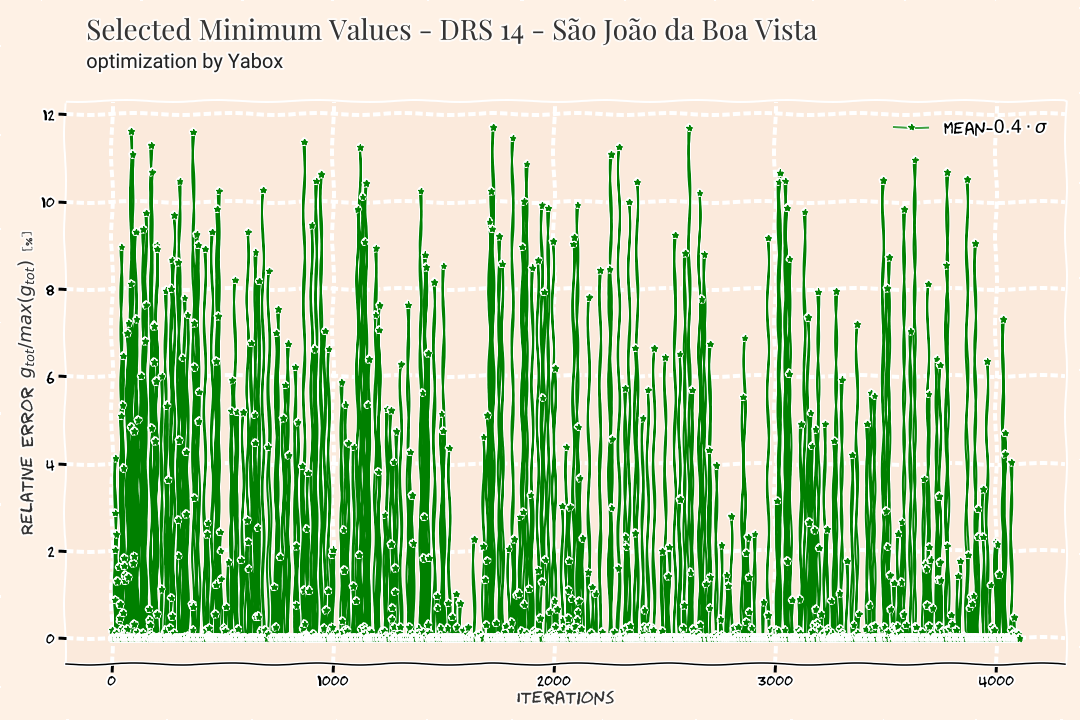 Selected Minimum Values - DRS 14 - São João da Boa Vista
optimization by Yabox
12
10
8
6
4
2
0
RELATIVE ERROR g_tot/max(g_tot) [%]
MEAN-0.4 · σ
0 1000 2000 3000 4000
ITERATIONS